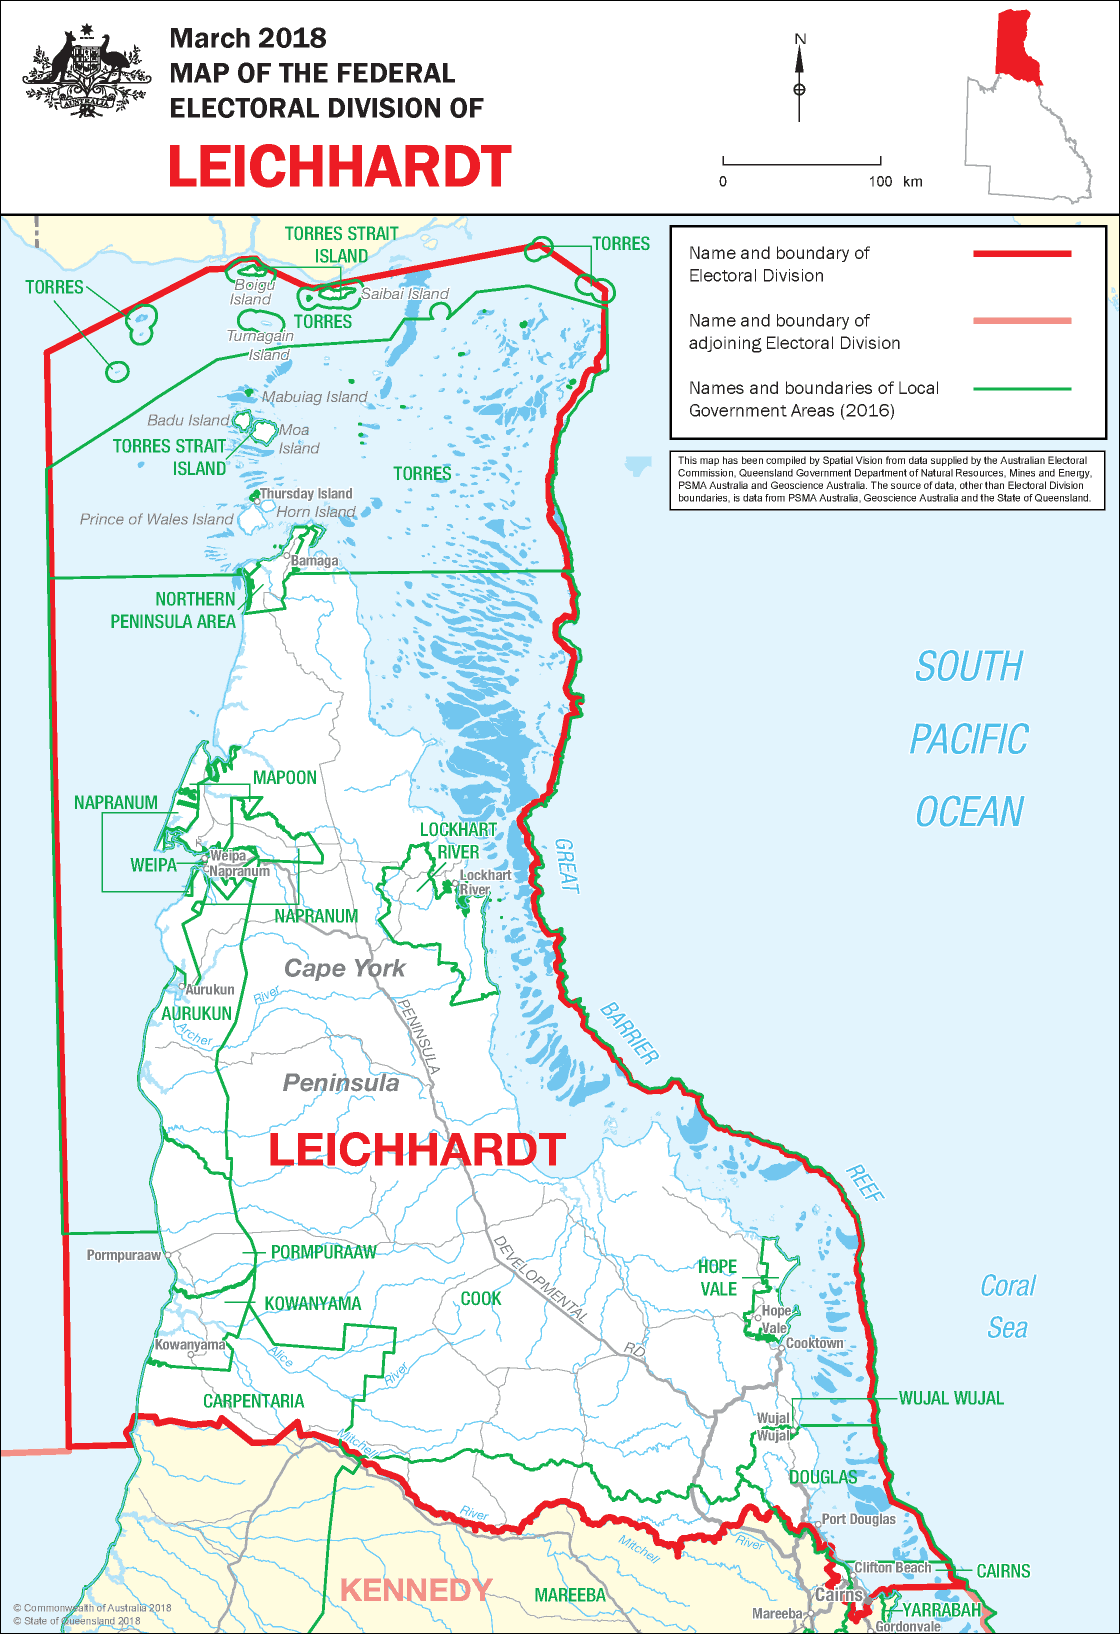 March 2018
MAP OF THE FEDERAL
ELECTORAL DIVISION OF
LEICHHARDT
AUSTRALIA
N
0 100 km
Name and boundary of
Electoral Division
Name and boundary of
adjoining Electoral Division
Names and boundaries of Local
Government Areas (2016)
This map has been compiled by Spatial Vision from data supplied by the Australian Electoral
Commission, Queensland Government Department of Natural Resources, Mines and Energy,
PSMA Australia and Geoscience Australia. The source of data, other than Electoral Division
boundaries, is data from PSMA Australia, Geoscience Australia and the State of Queensland.
TORRES STRAIT
ISLAND
TORRES
TORRES
Boigu
Island
Saibai Island
TORRES
Turnagain
Island
Mabuiag Island
Badu Island
Moa
Island
TORRES STRAIT
ISLAND
TORRES
Thursday Island
Horn Island
Prince of Wales Island
Bamaga
NORTHERN
PENINSULA AREA
SOUTH
PACIFIC
OCEAN
MAPOON
NAPRANUM
LOCKHART
RIVER
WEIPA
Weipa
Napranum
Lockhart
River
NAPRANUM
GREAT
Cape York
Aurukun
River
AURUKUN
Archer
PENINSULA
BARRIER
Peninsula
LEICHHARDT
REEF
Pormpuraaw
PORMPURAAW
DEVELOPMENTAL
HOPE
VALE
KOWANYAMA
COOK
Coral
Sea
Hope
Vale
Kowanyama
Cooktown
Alice
River
RD
CARPENTARIA
WUJAL WUJAL
Wujal
Wujal
Mitchell
DOUGLAS
River
Port Douglas
Mitchell
River
Clifton Beach
CAIRNS
KENNEDY
MAREEBA
Cairns
Mareeba
YARRABAH
Gordonvale
© Commonwealth of Australia 2018
© State of Queensland 2018